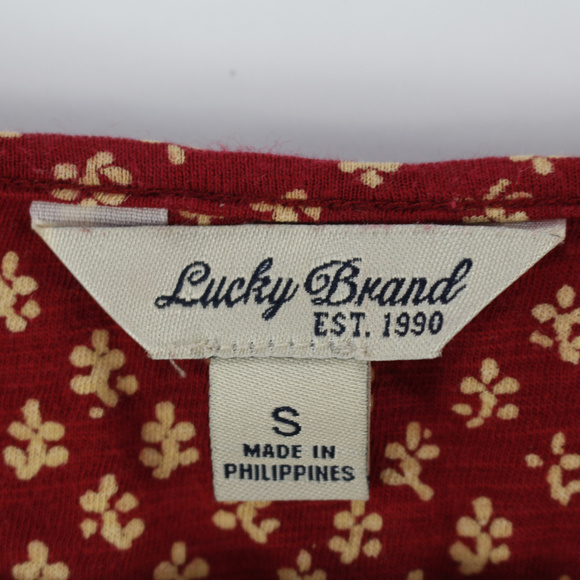 Lucky Brand
EST. 1990
S
MADE IN
PHILIPPINES